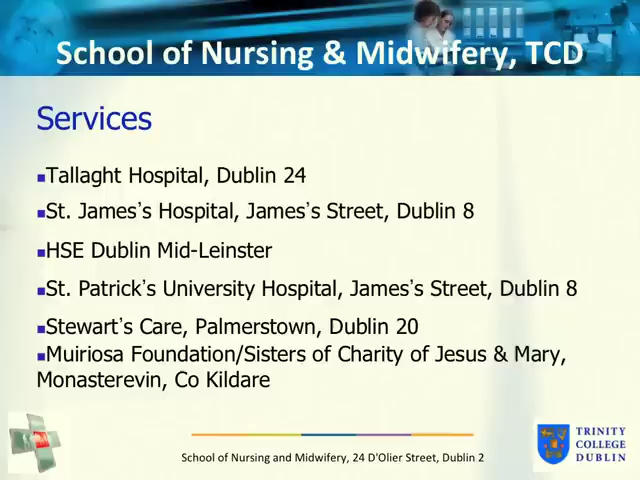 School of Nursing & Midwifery, TCD
Services
▪Tallaght Hospital, Dublin 24
▪St. James’s Hospital, James’s Street, Dublin 8
▪HSE Dublin Mid-Leinster
▪St. Patrick’s University Hospital, James’s Street, Dublin 8
▪Stewart’s Care, Palmerstown, Dublin 20
▪Muiriosa Foundation/Sisters of Charity of Jesus & Mary,
Monasterevin, Co Kildare
School of Nursing and Midwifery, 24 D'Olier Street, Dublin 2
TRINITY
COLLEGE
DUBLIN